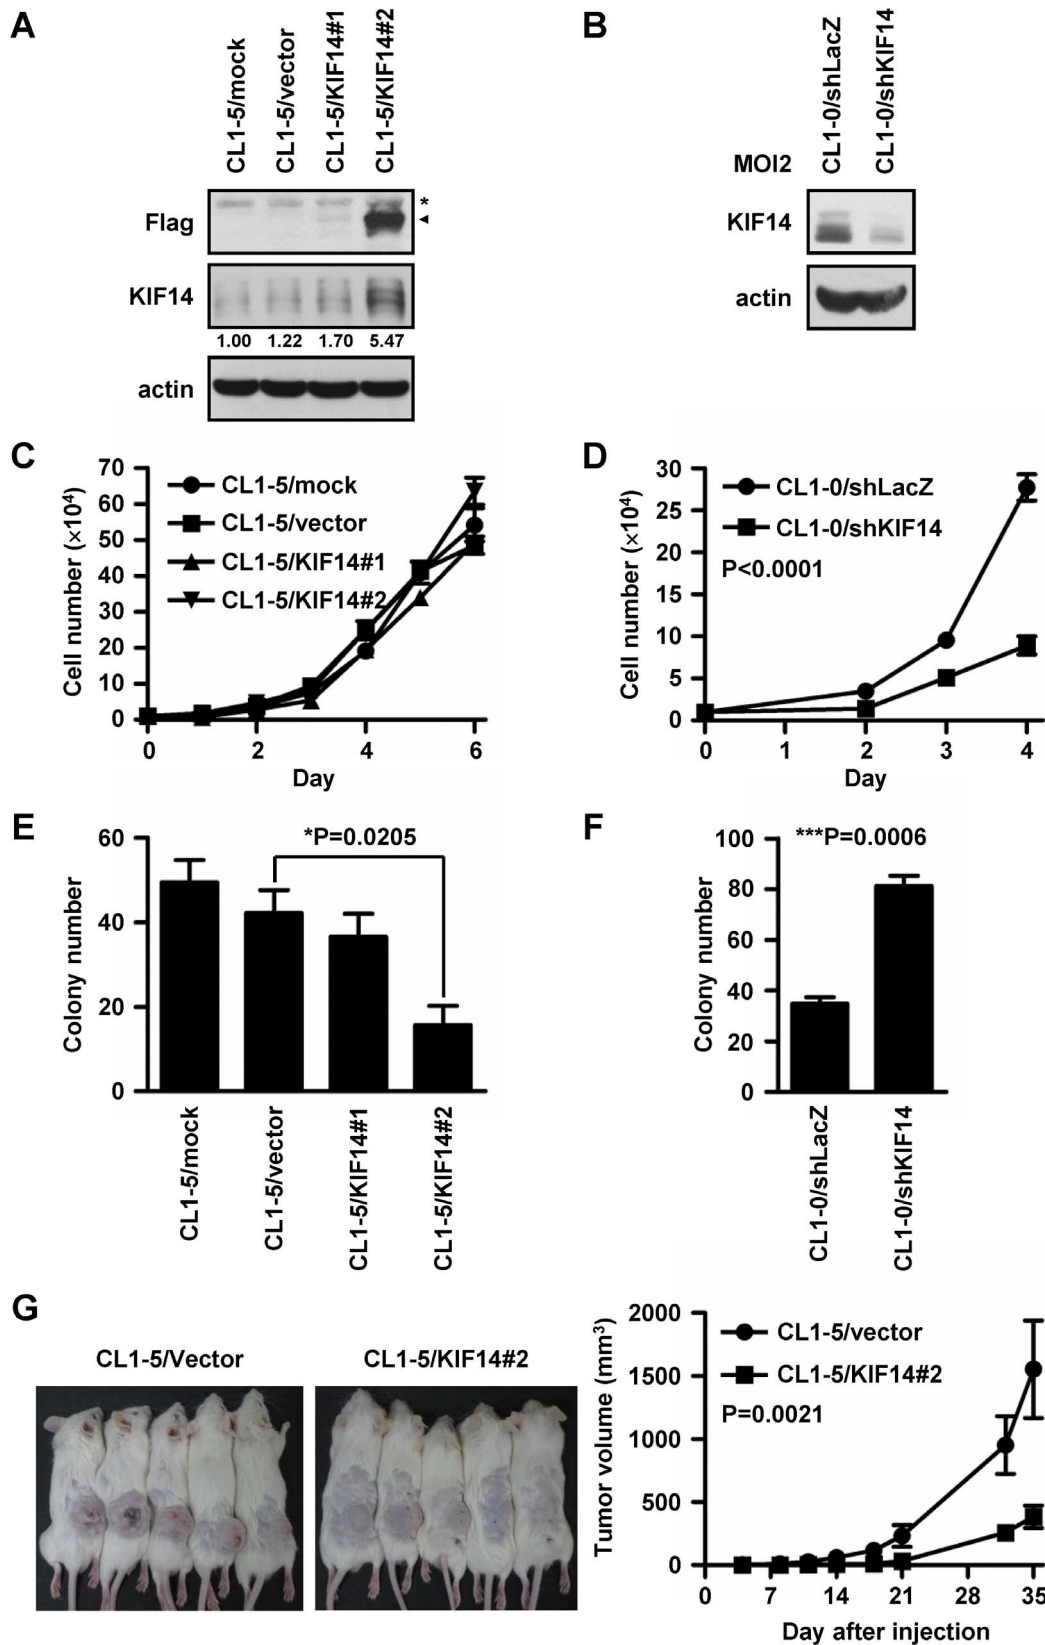 A
CL1-5/mock
CL1-5/vector
CL1-5/KIF14#1
CL1-5/KIF14#2
Flag
*
KIF14
1.00 1.22 1.70 5.47
actin
B
CL1-0/shLacZ
CL1-0/shKIF14
MOI2
KIF14
actin
C
Cell number (×10⁴)
70
60
50
40
30
20
10
0
CL1-5/mock
CL1-5/vector
CL1-5/KIF14#1
CL1-5/KIF14#2
0 2 4 6
Day
D
Cell number (×10⁴)
30
25
20
15
10
5
0
CL1-0/shLacZ
CL1-0/shKIF14
P<0.0001
0 1 2 3 4
Day
E
Colony number
60
40
20
0
*P=0.0205
CL1-5/mock
CL1-5/vector
CL1-5/KIF14#1
CL1-5/KIF14#2
F
Colony number
100
80
60
40
20
0
***P=0.0006
CL1-0/shLacZ
CL1-0/shKIF14
G
CL1-5/Vector
CL1-5/KIF14#2
Tumor volume (mm³)
2000
1500
1000
500
0
CL1-5/vector
CL1-5/KIF14#2
P=0.0021
0 7 14 21 28 35
Day after injection